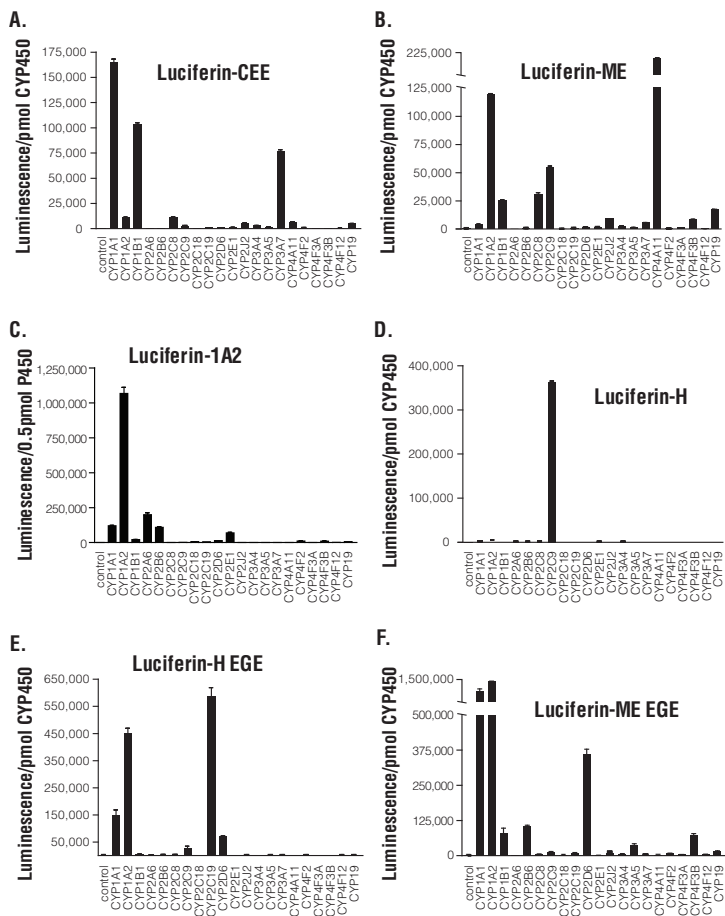 A.
Luciferin-CEE
Luminescence/pmol CYP450
175,000
150,000
125,000
100,000
75,000
50,000
25,000
0
control CYP1A1 CYP1A2 CYP1B1 CYP2A6 CYP2B6 CYP2C8 CYP2C9 CYP2C18 CYP2C19 CYP2D6 CYP2E1 CYP2J2 CYP3A4 CYP3A5 CYP3A7 CYP4A11 CYP4F2 CYP4F3A CYP4F3B CYP4F12 CYP19
B.
Luciferin-ME
Luminescence/pmol CYP450
225,000
125,000
100,000
75,000
50,000
25,000
0
control CYP1A1 CYP1A2 CYP1B1 CYP2A6 CYP2B6 CYP2C8 CYP2C9 CYP2C18 CYP2C19 CYP2D6 CYP2E1 CYP2J2 CYP3A4 CYP3A5 CYP3A7 CYP4A11 CYP4F2 CYP4F3A CYP4F3B CYP4F12 CYP19
C.
Luciferin-1A2
Luminescence/0.5pmol P450
1,250,000
1,000,000
750,000
500,000
250,000
0
control CYP1A1 CYP1A2 CYP1B1 CYP2A6 CYP2B6 CYP2C8 CYP2C9 CYP2C18 CYP2C19 CYP2D6 CYP2E1 CYP2J2 CYP3A4 CYP3A5 CYP3A7 CYP4A11 CYP4F2 CYP4F3A CYP4F3B CYP4F12 CYP19
D.
Luciferin-H
Luminescence/pmol CYP450
400,000
300,000
200,000
100,000
0
control CYP1A1 CYP1A2 CYP1B1 CYP2A6 CYP2B6 CYP2C8 CYP2C9 CYP2C18 CYP2C19 CYP2D6 CYP2E1 CYP2J2 CYP3A4 CYP3A5 CYP3A7 CYP4A11 CYP4F2 CYP4F3A CYP4F3B CYP4F12 CYP19
E.
Luciferin-H EGE
Luminescence/pmol CYP450
650,000
550,000
450,000
350,000
250,000
150,000
50,000
control CYP1A1 CYP1A2 CYP1B1 CYP2A6 CYP2B6 CYP2C8 CYP2C9 CYP2C18 CYP2C19 CYP2D6 CYP2E1 CYP2J2 CYP3A4 CYP3A5 CYP3A7 CYP4A11 CYP4F2 CYP4F3A CYP4F3B CYP4F12 CYP19
F.
Luciferin-ME EGE
Luminescence/pmol CYP450
1,500,000
500,000
375,000
250,000
125,000
0
control CYP1A1 CYP1A2 CYP1B1 CYP2A6 CYP2B6 CYP2C8 CYP2C9 CYP2C18 CYP2C19 CYP2D6 CYP2E1 CYP2J2 CYP3A4 CYP3A5 CYP3A7 CYP4A11 CYP4F2 CYP4F3A CYP4F3B CYP4F12 CYP19